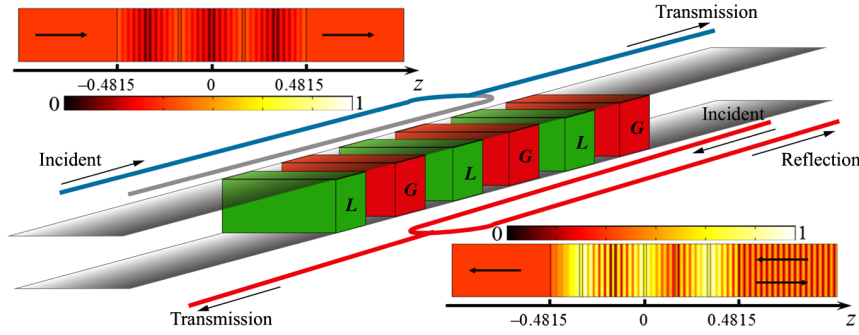 Transmission
−0.4815 0 0.4815 z
0 1
Incident
Incident
Reflection
L G L G L G
0 1
Transmission
−0.4815 0 0.4815 z